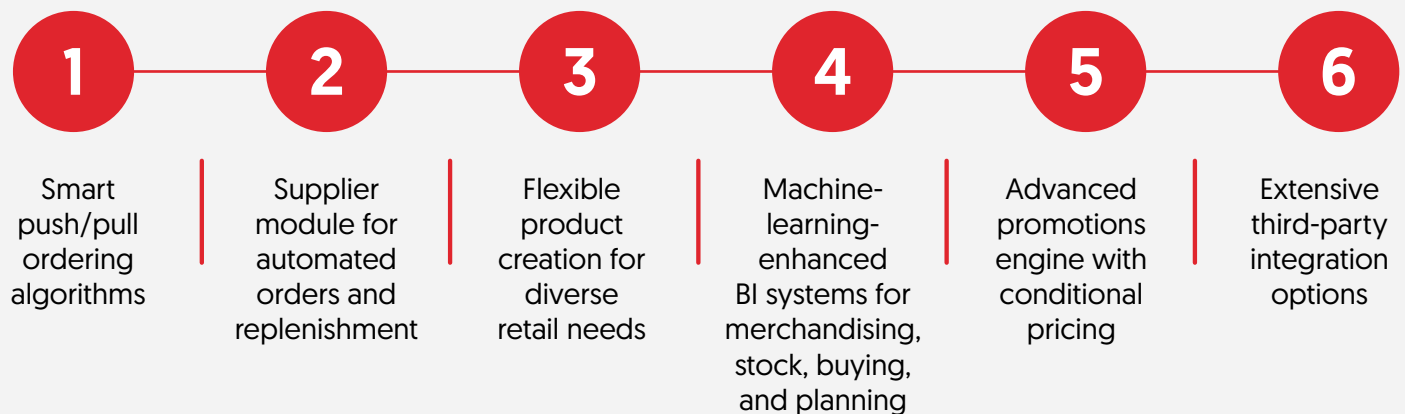 1
2
3
4
5
6
Smart
push/pull
ordering
algorithms
Supplier
module for
automated
orders and
replenishment
Flexible
product
creation for
diverse
retail needs
Machine-
learning-
enhanced
BI systems for
merchandising,
stock, buying,
and planning
Advanced
promotions
engine with
conditional
pricing
Extensive
third-party
integration
options